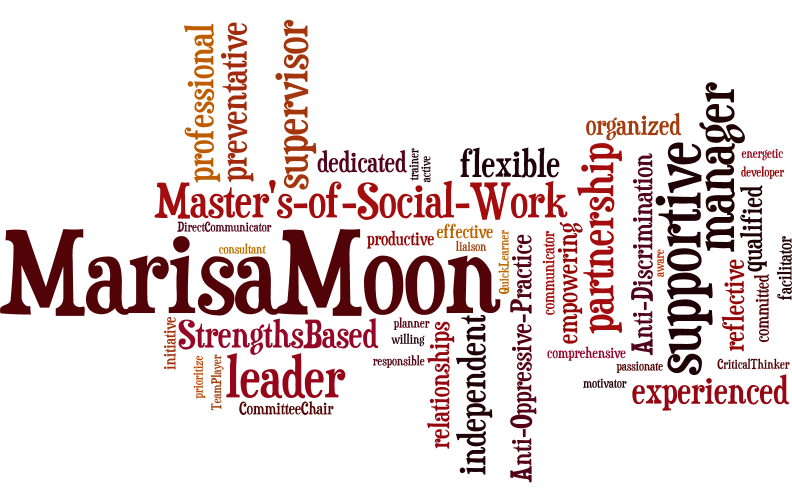 professional
preventative
supervisor
dedicated
trainer
active
flexible
organized
supportive
manager
energetic
developer
Master's-of-Social-Work
partnership
Anti-Discrimination
qualified
DirectCommunicator
MarisaMoon
consultant
productive
effective
liaison
QuickLearner
Anti-Oppressive-Practice
communicator
empowering
aware
reflective
committed
facilitator
initiative
StrengthsBased
planner
willing
responsible
relationships
independent
comprehensive
passionate
motivator
CriticalThinker
prioritize
TeamPlayer
leader
CommitteeChair
experienced